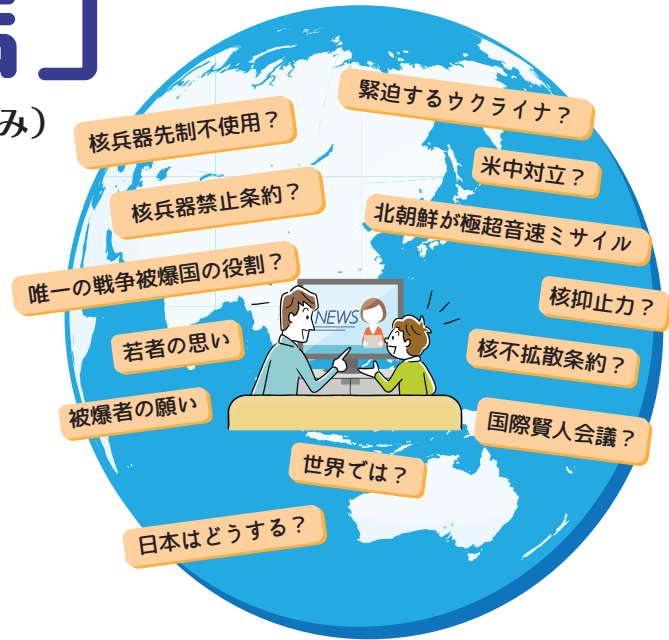 み）
緊迫するウクライナ？
核兵器先制不使用？
米中対立？
核兵器禁止条約？
北朝鮮が極超音速ミサイル
唯一の戦争被爆国の役割？
核抑止力？
NEWS
若者の思い
核不拡散条約？
被爆者の願い
国際賢人会議？
世界では？
日本はどうする？